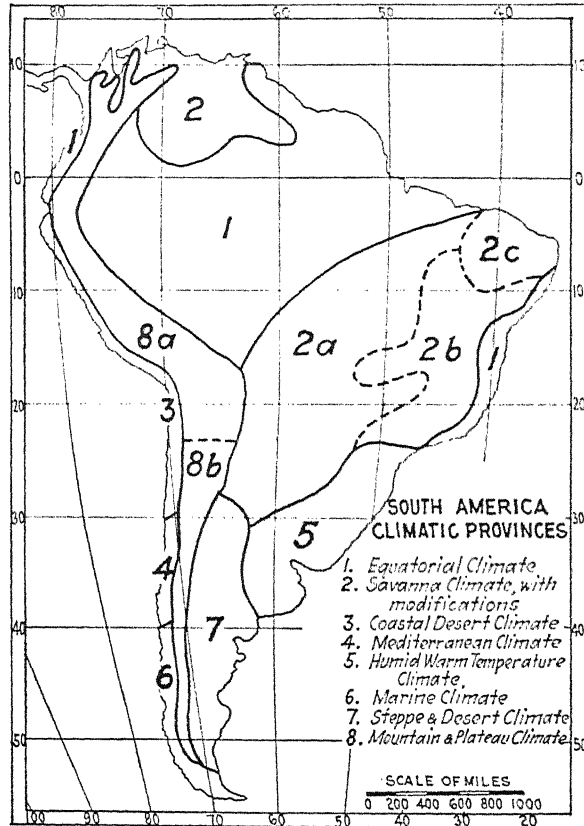 80 70 60 50 40 30
10 10
2
1
0 0
1
2c
10 10
8a 2a 2b 1
3
20 20
8b
SOUTH AMERICA
CLIMATIC PROVINCES
30
5
1. Equatorial Climate
2. Savanna Climate, with
modifications
4
3. Coastal Desert Climate
40 7 40
4. Mediterranean Climate
5. Humid Warm Temperature
Climate,
6
6. Marine Climate
7. Steppe & Desert Climate
50 50
8. Mountain & Plateau Climate
SCALE OF MILES
0 200 400 600 800 1000
100 90 80 70 60 50 40 30 20